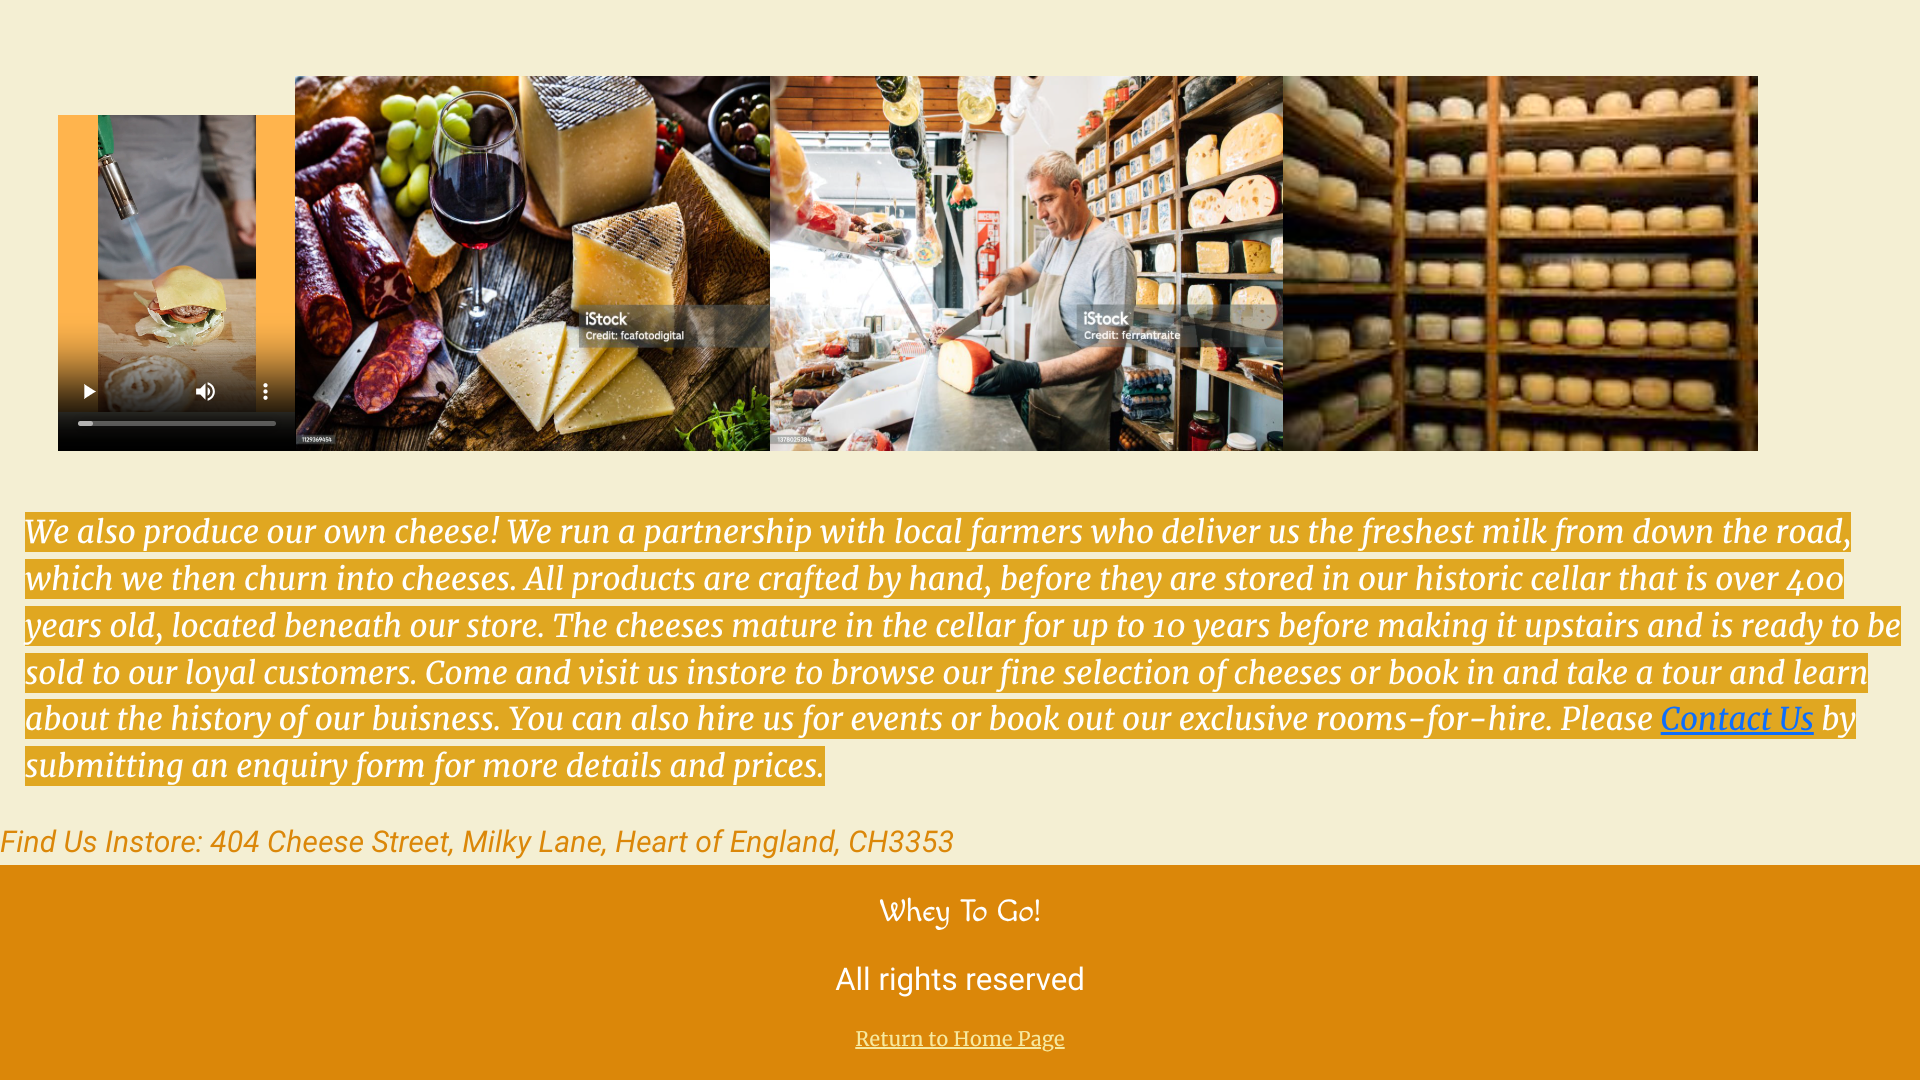 iStock
Credit: fcafotodigital
1129369454
iStock
Credit: ferrantraite
1378025384
We also produce our own cheese! We run a partnership with local farmers who deliver us the freshest milk from down the road,
which we then churn into cheeses. All products are crafted by hand, before they are stored in our historic cellar that is over 400
years old, located beneath our store. The cheeses mature in the cellar for up to 10 years before making it upstairs and is ready to be
sold to our loyal customers. Come and visit us instore to browse our fine selection of cheeses or book in and take a tour and learn
about the history of our buisness. You can also hire us for events or book out our exclusive rooms-for-hire. Please Contact Us by
submitting an enquiry form for more details and prices.
Find Us Instore: 404 Cheese Street, Milky Lane, Heart of England, CH3353
Whey To Go!
All rights reserved
Return to Home Page